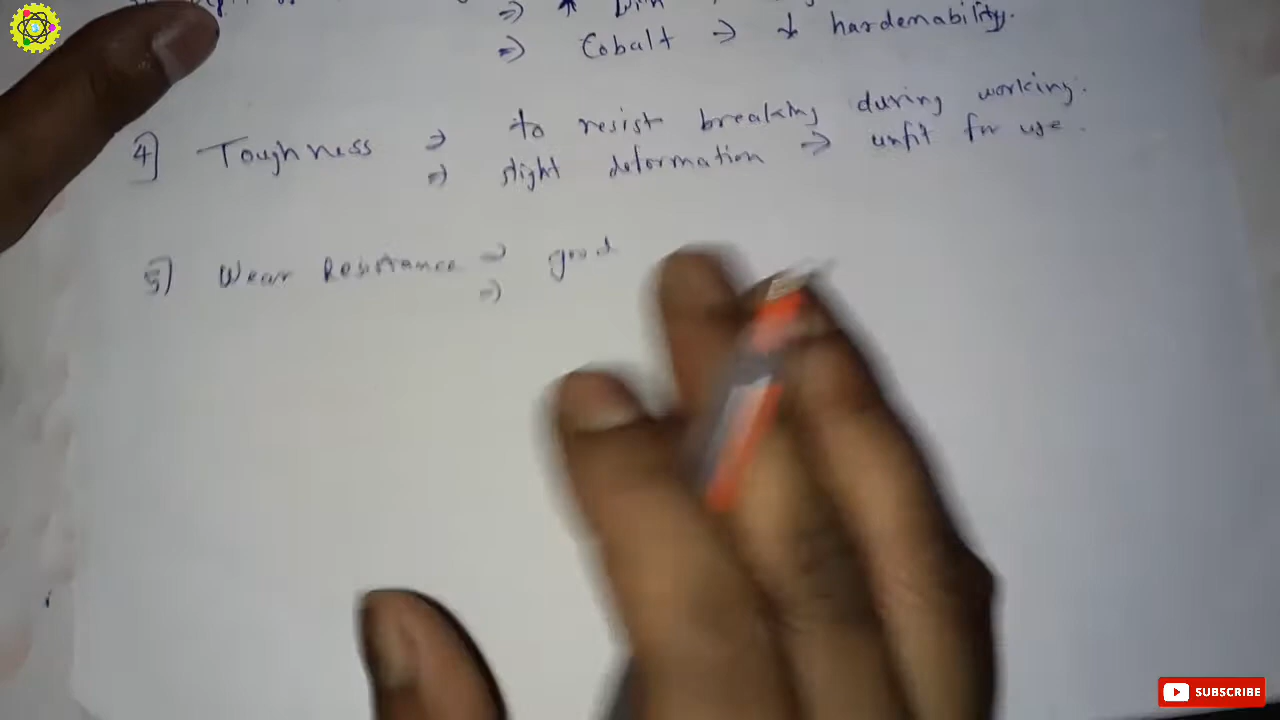 ⇒ ↑
⇒ Cobalt → ↓ hardenability.
4] Toughness ⇒ to resist breaking during working.
⇒ slight deformation → unfit for use.
5] Wear Resistance ⇒ good
⇒
SUBSCRIBE